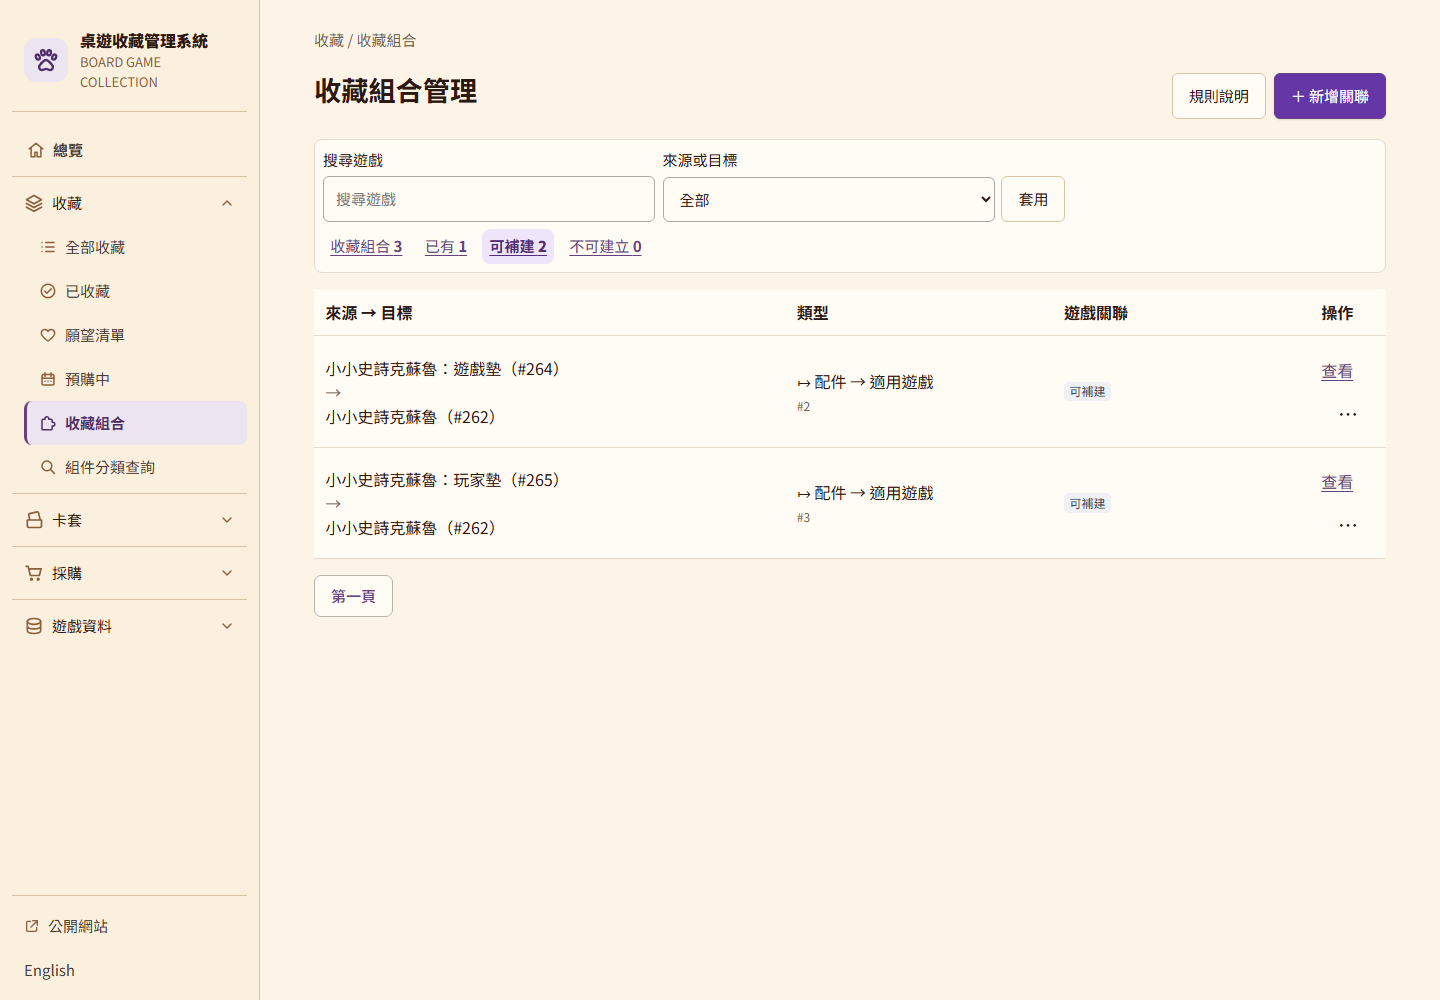 桌遊收藏管理系統
BOARD GAME
COLLECTION
總覽
收藏
全部收藏
已收藏
願望清單
預購中
收藏組合
組件分類查詢
卡套
採購
遊戲資料
公開網站
English
收藏 / 收藏組合
收藏組合管理
規則說明
＋ 新增關聯
搜尋遊戲
來源或目標
搜尋遊戲
全部
套用
收藏組合 3
已有 1
可補建 2
不可建立 0
來源 → 目標
類型
遊戲關聯
操作
小小史詩克蘇魯：遊戲墊（#264）
→
小小史詩克蘇魯（#262）
↦ 配件 → 適用遊戲
#2
可補建
查看
…
小小史詩克蘇魯：玩家墊（#265）
→
小小史詩克蘇魯（#262）
↦ 配件 → 適用遊戲
#3
可補建
查看
…
第一頁